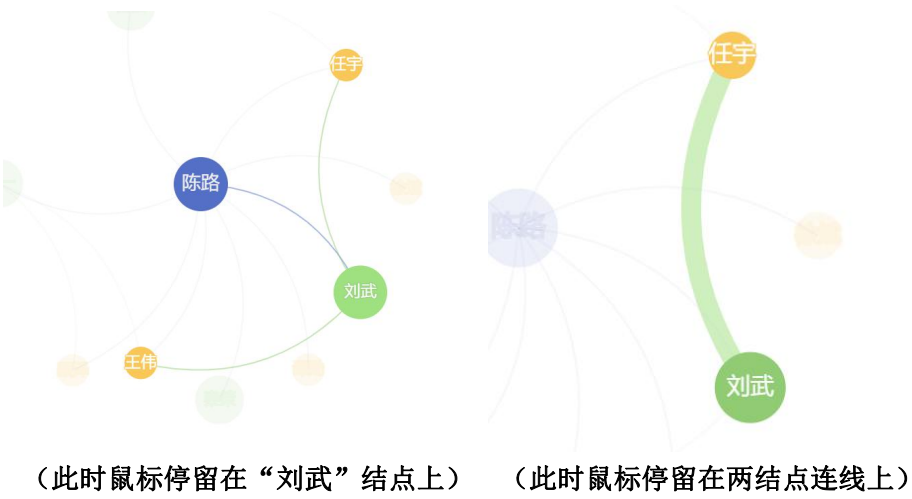 任宇
陈路
刘武
王伟
任宇
陈路
刘武
（此时鼠标停留在“刘武”结点上）
（此时鼠标停留在两结点连线上）